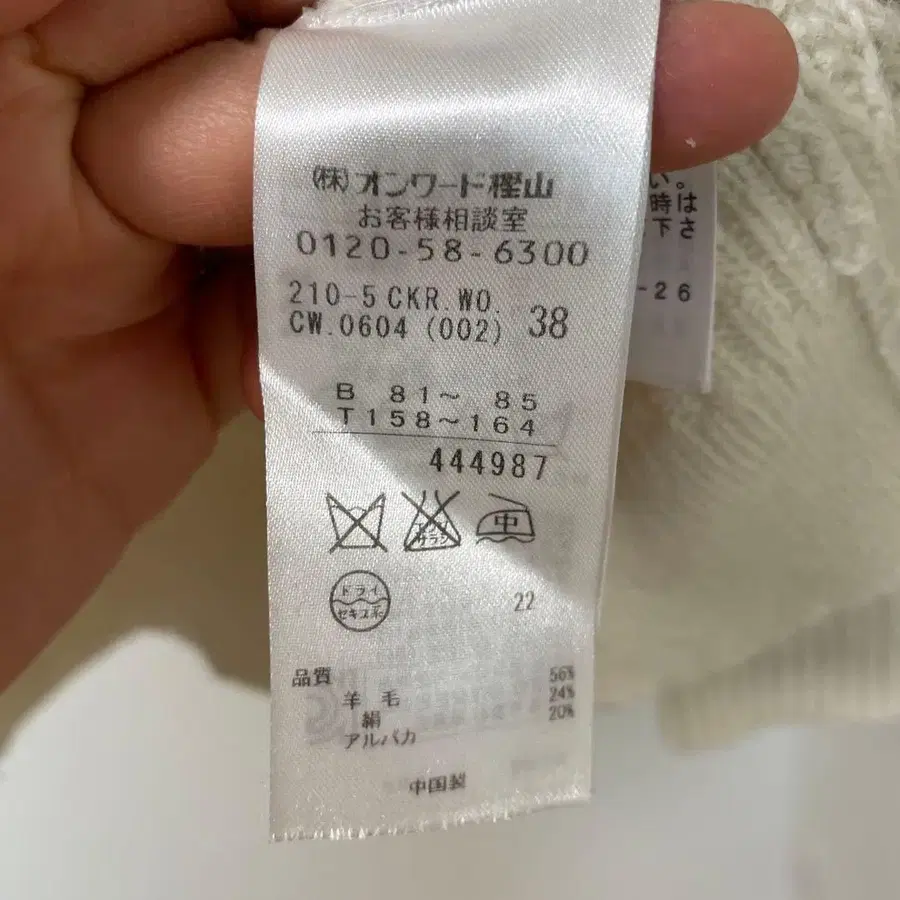 (株)オンワード樫山
お客様相談室
0120-58-6300
210-5 CKR.WO.
CW.0604 (002) 38
B 81～ 85
T158～164
444987
中
ドライ
セキユ系
22
品質
羊 毛 56%
絹 24%
アルパカ 20%
中国製
い。
時は
下さ
-26